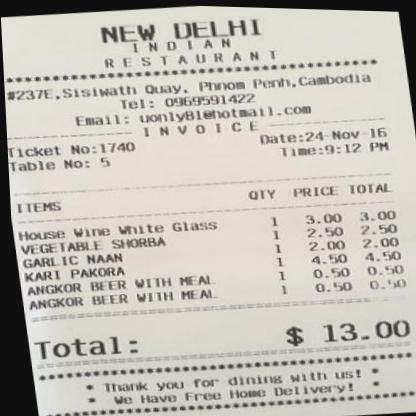 NEW DELHI
INDIAN
RESTAURANT
#237E,Sisiwath Quay, Phnom Penh,Cambodia
Tel: 0969591422
Email: uonly81@hotmail.com
INVOICE
Ticket No:1740 Date:24-Nov-16
Table No: 5 Time:9:12 PM
ITEMS QTY PRICE TOTAL
House Wine White Glass 1 3.00 3.00
VEGETABLE SHORBA 1 2.50 2.50
GARLIC NAAN 1 2.00 2.00
KARI PAKORA 1 4.50 4.50
ANGKOR BEER WITH MEAL 1 0.50 0.50
ANGKOR BEER WITH MEAL 1 0.50 0.50
Total: $ 13.00
* Thank you for dining with us! *
* We Have Free Home Delivery! *